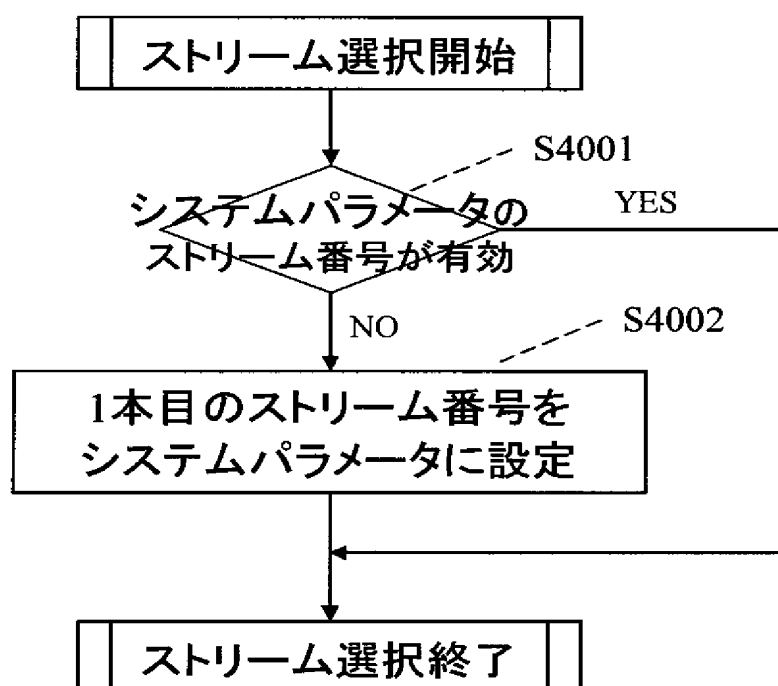 ストリーム選択開始
S4001
システムパラメータの
ストリーム番号が有効
YES
NO
S4002
1本目のストリーム番号を
システムパラメータに設定
ストリーム選択終了